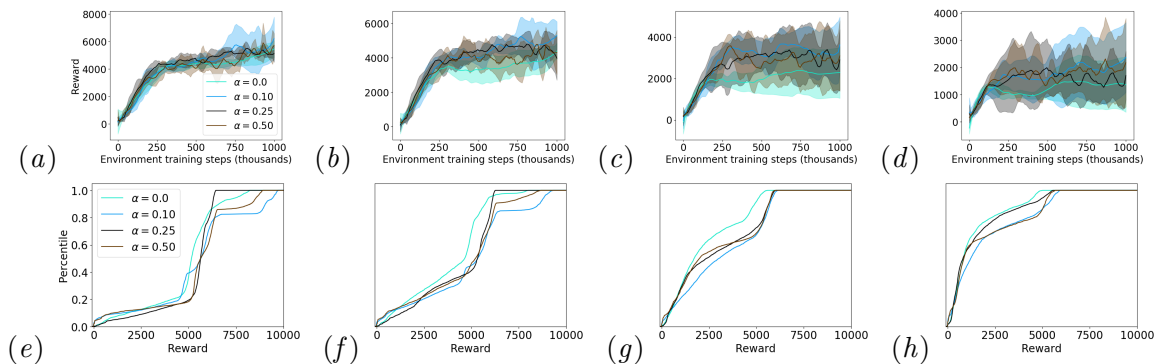 6000
4000
2000
0
Reward
α = 0.0
α = 0.10
α = 0.25
α = 0.50
0 250 500 750 1000
Environment training steps (thousands)
(a)
8000
6000
4000
2000
0
0 250 500 750 1000
Environment training steps (thousands)
(b)
6000
4000
2000
0
0 250 500 750 1000
Environment training steps (thousands)
(c)
4000
3000
2000
1000
0
0 250 500 750 1000
Environment training steps (thousands)
(d)
1.0
0.8
0.6
0.4
0.2
0.0
Percentile
α = 0.0
α = 0.10
α = 0.25
α = 0.50
0 2500 5000 7500 10000
Reward
(e)
0 2500 5000 7500 10000
Reward
(f)
0 2500 5000 7500 10000
Reward
(g)
0 2500 5000 7500 10000
Reward
(h)